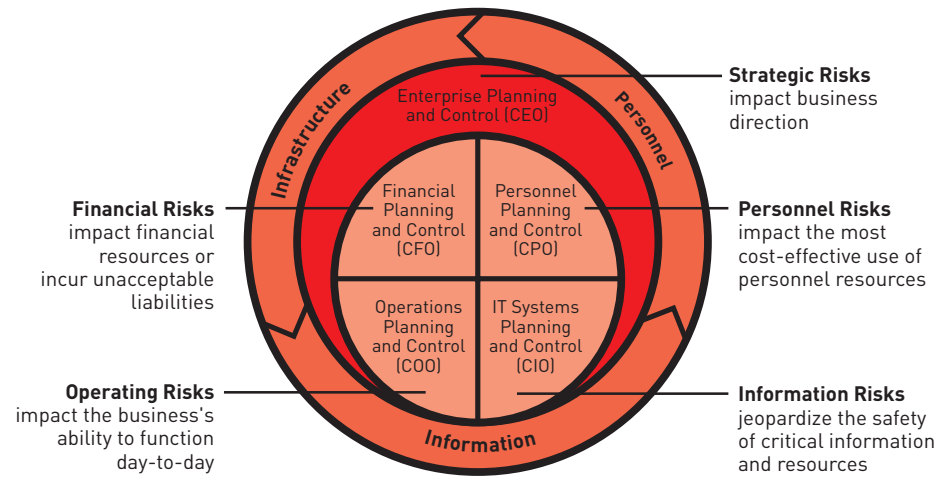 Strategic Risks
impact business
direction
Enterprise Planning
and Control (CEO)
Infrastructure
Personnel
Financial Risks
impact financial
resources or
incur unacceptable
liabilities
Financial
Planning
and Control
(CFO)
Personnel
Planning
and Control
(CPO)
Personnel Risks
impact the most
cost-effective use of
personnel resources
Operations
Planning
and Control
(COO)
IT Systems
Planning
and Control
(CIO)
Operating Risks
impact the business's
ability to function
day-to-day
Information
Information Risks
jeopardize the safety
of critical information
and resources